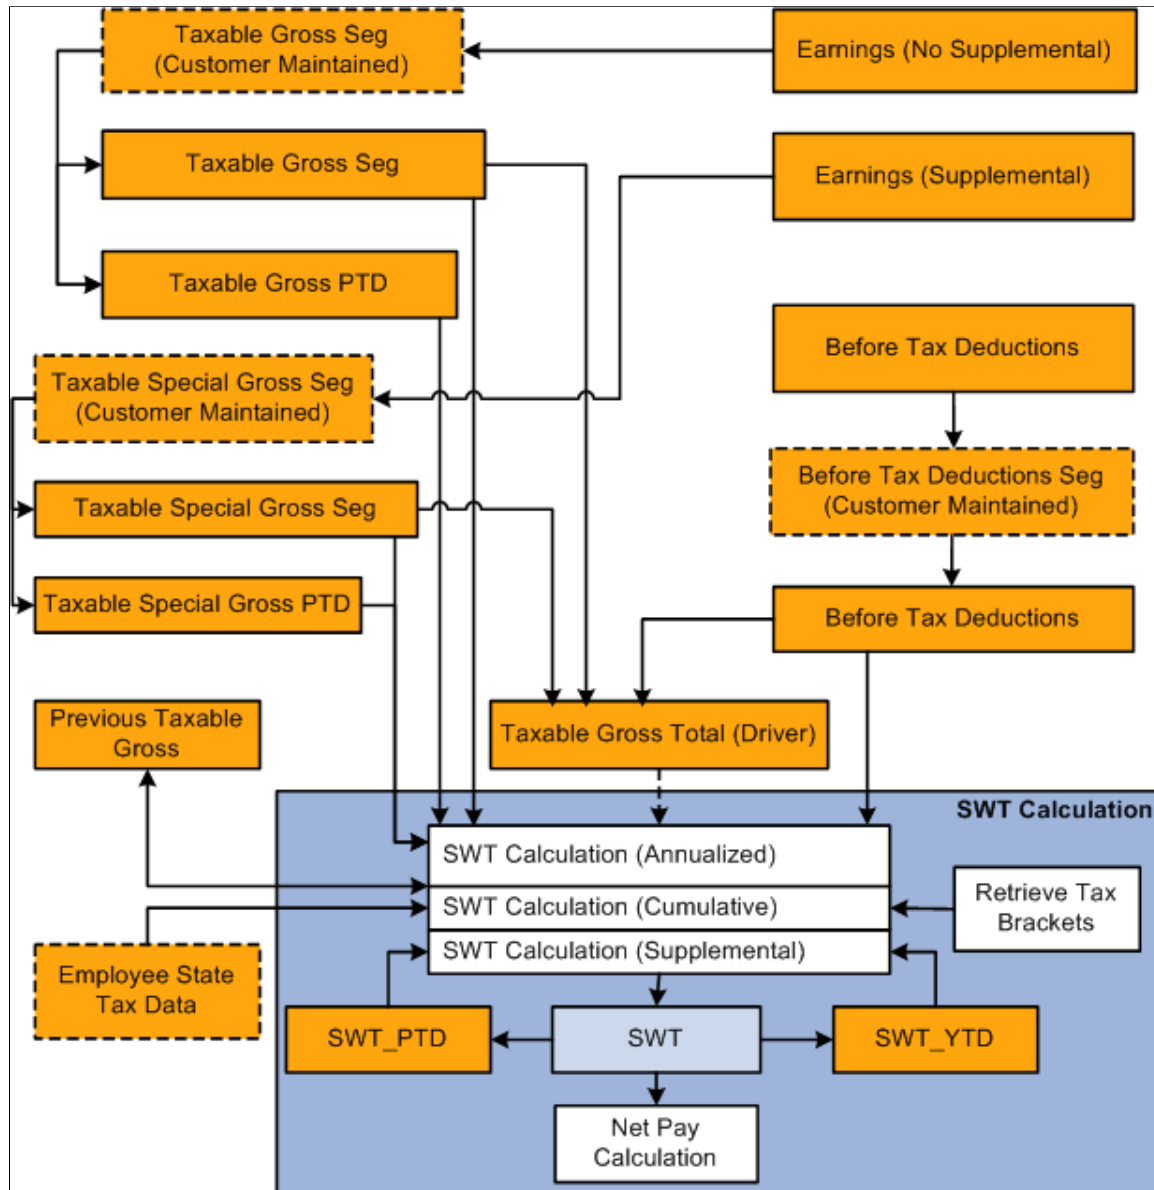 Taxable Gross Seg
(Customer Maintained)
Earnings (No Supplemental)
Taxable Gross Seg
Earnings (Supplemental)
Taxable Gross PTD
Before Tax Deductions
Taxable Special Gross Seg
(Customer Maintained)
Before Tax Deductions Seg
(Customer Maintained)
Taxable Special Gross Seg
Taxable Special Gross PTD
Before Tax Deductions
Previous Taxable
Gross
Taxable Gross Total (Driver)
SWT Calculation
SWT Calculation (Annualized)
SWT Calculation (Cumulative)
SWT Calculation (Supplemental)
Retrieve Tax
Brackets
Employee State
Tax Data
SWT_PTD
SWT
SWT_YTD
Net Pay
Calculation